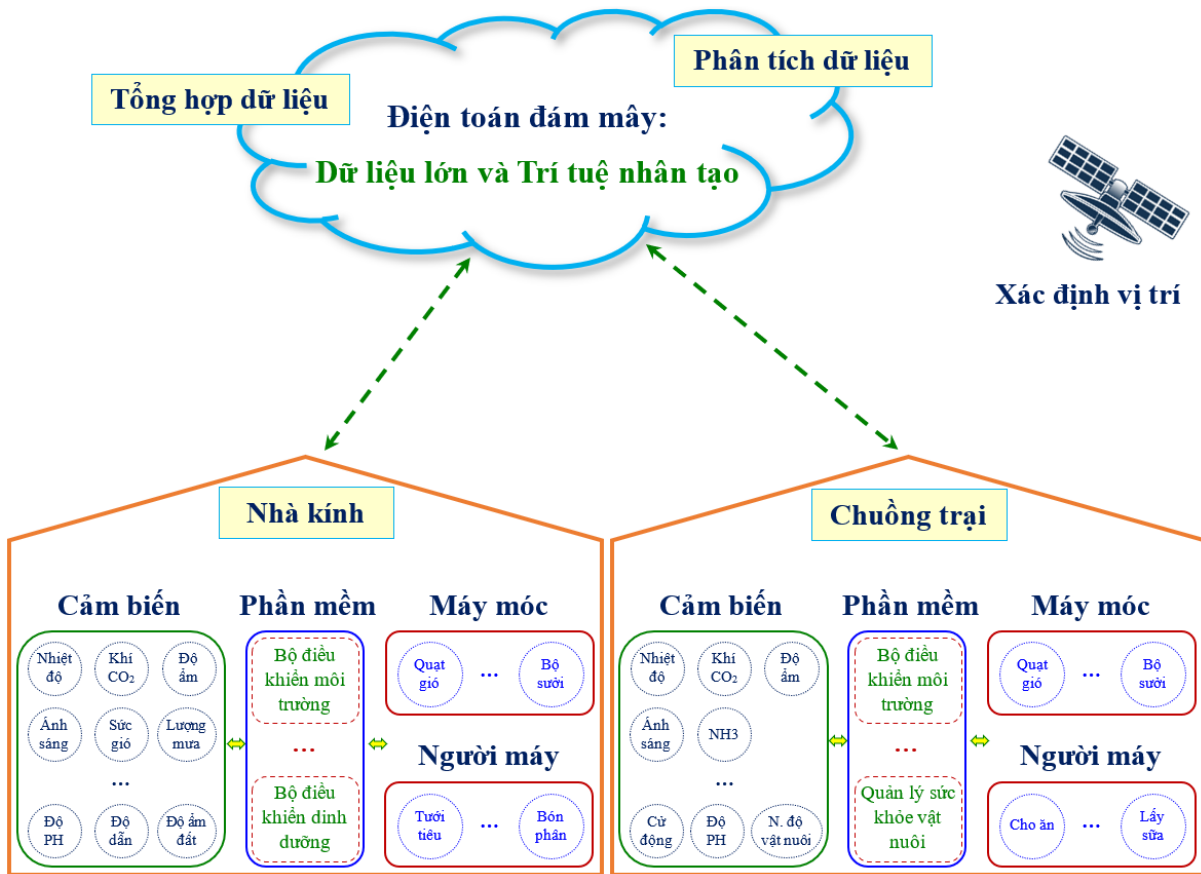 Phân tích dữ liệu
Tổng hợp dữ liệu
Điện toán đám mây:
Dữ liệu lớn và Trí tuệ nhân tạo
Xác định vị trí
Nhà kính
Cảm biến
Phần mềm
Máy móc
Nhiệt
độ
Khí
CO₂
Độ
ẩm
Ánh
sáng
Sức
gió
Lượng
mưa
...
Độ
PH
Độ
dẫn
Độ ẩm
đất
Bộ điều
khiển môi
trường
...
Bộ điều
khiển dinh
dưỡng
Quạt
gió
...
Bộ
sưởi
Người máy
Tưới
tiêu
...
Bón
phân
Chuồng trại
Cảm biến
Phần mềm
Máy móc
Nhiệt
độ
Khí
CO₂
Độ
ẩm
Ánh
sáng
NH3
...
Cử
động
Độ
PH
N. độ
vật nuôi
Bộ điều
khiển môi
trường
...
Quản lý sức
khỏe vật
nuôi
Quạt
gió
...
Bộ
sưởi
Người máy
Cho ăn
...
Lấy
sữa